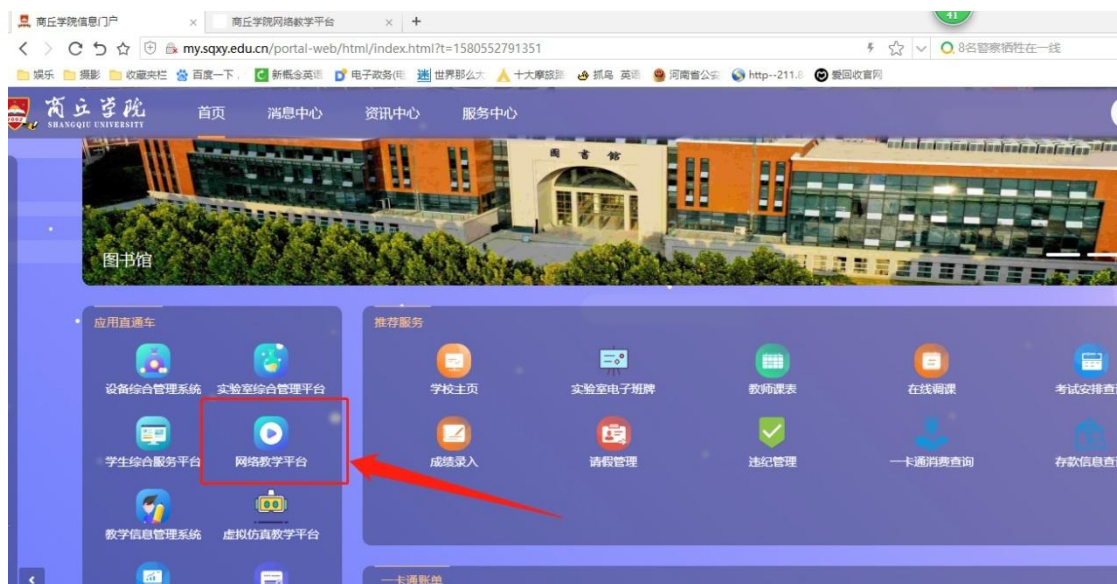 41
商丘学院信息门户 × 商丘学院网络教学平台 × +
my.sqxy.edu.cn/portal-web/html/index.html?t=1580552791351 8名警察牺牲在一线
娱乐 摄影 收藏夹栏 百度一下, 新概念英语 电子政务(电 世界那么大 十大摩旅 抓鸟 英语 河南省公安 http--211.8 爱回收官网
商丘学院 首页 消息中心 资讯中心 服务中心
SHANGQIU UNIVERSITY
图书馆
图书馆
应用直通车 推荐服务
设备综合管理系统 实验室综合管理平台 学校主页 实验室电子班牌 教师课表 在线调课 考试安排查
学生综合服务平台 网络教学平台 成绩录入 请假管理 违纪管理 一卡通消费查询 存款信息查
教学信息管理系统 虚拟仿真教学平台
一卡通账单